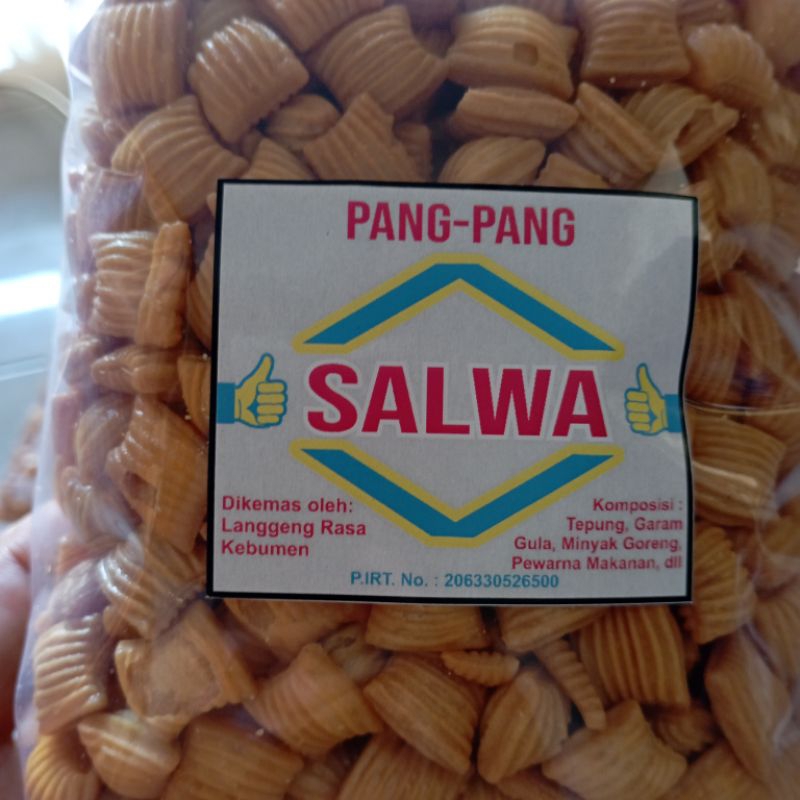 PANG-PANG
SALWA
Dikemas oleh:
Langgeng Rasa
Kebumen
Komposisi :
Tepung, Garam
Gula, Minyak Goreng,
Pewarna Makanan, dll
P.IRT. No. : 206330526500